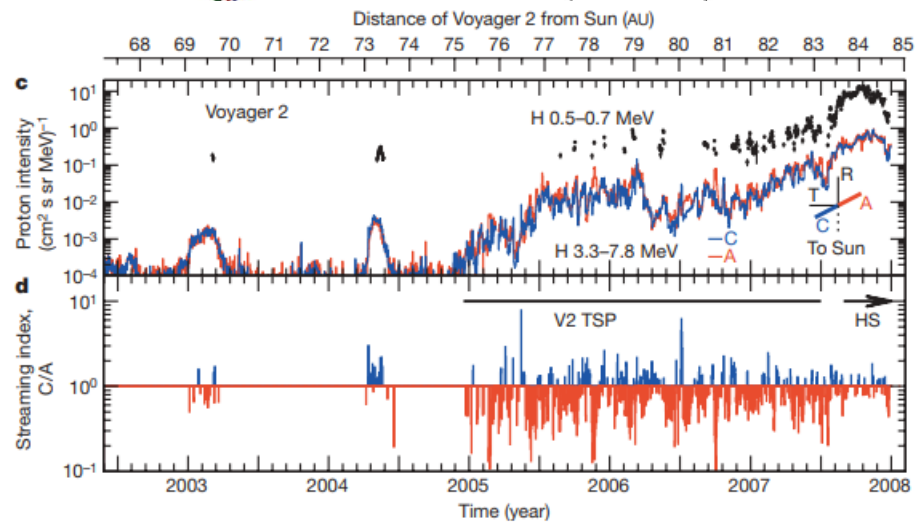 Distance of Voyager 2 from Sun (AU)
68 69 70 71 72 73 74 75 76 77 78 79 80 81 82 83 84 85
c
Proton intensity
(cm² s sr MeV)⁻¹
10¹
10⁰
10⁻¹
10⁻²
10⁻³
10⁻⁴
Voyager 2
H 0.5–0.7 MeV
H 3.3–7.8 MeV
C
A
R
T
A
C
To Sun
d
Streaming index,
C/A
10¹
10⁰
10⁻¹
V2 TSP
HS
2003 2004 2005 2006 2007 2008
Time (year)